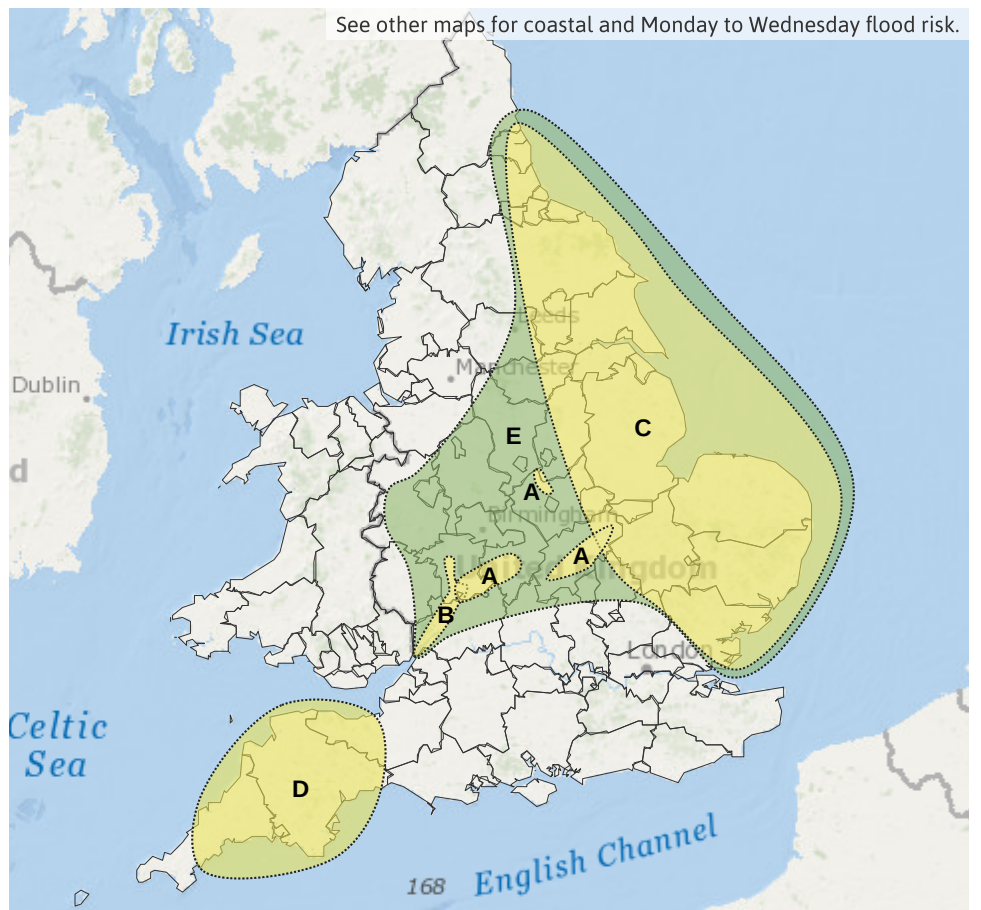 See other maps for coastal and Monday to Wednesday flood risk.
Irish Sea
Leeds
Manchester
Dublin
C
E
d
A
Birmingham
A
A
United Kingdom
B
London
Celtic
Sea
D
English Channel
168